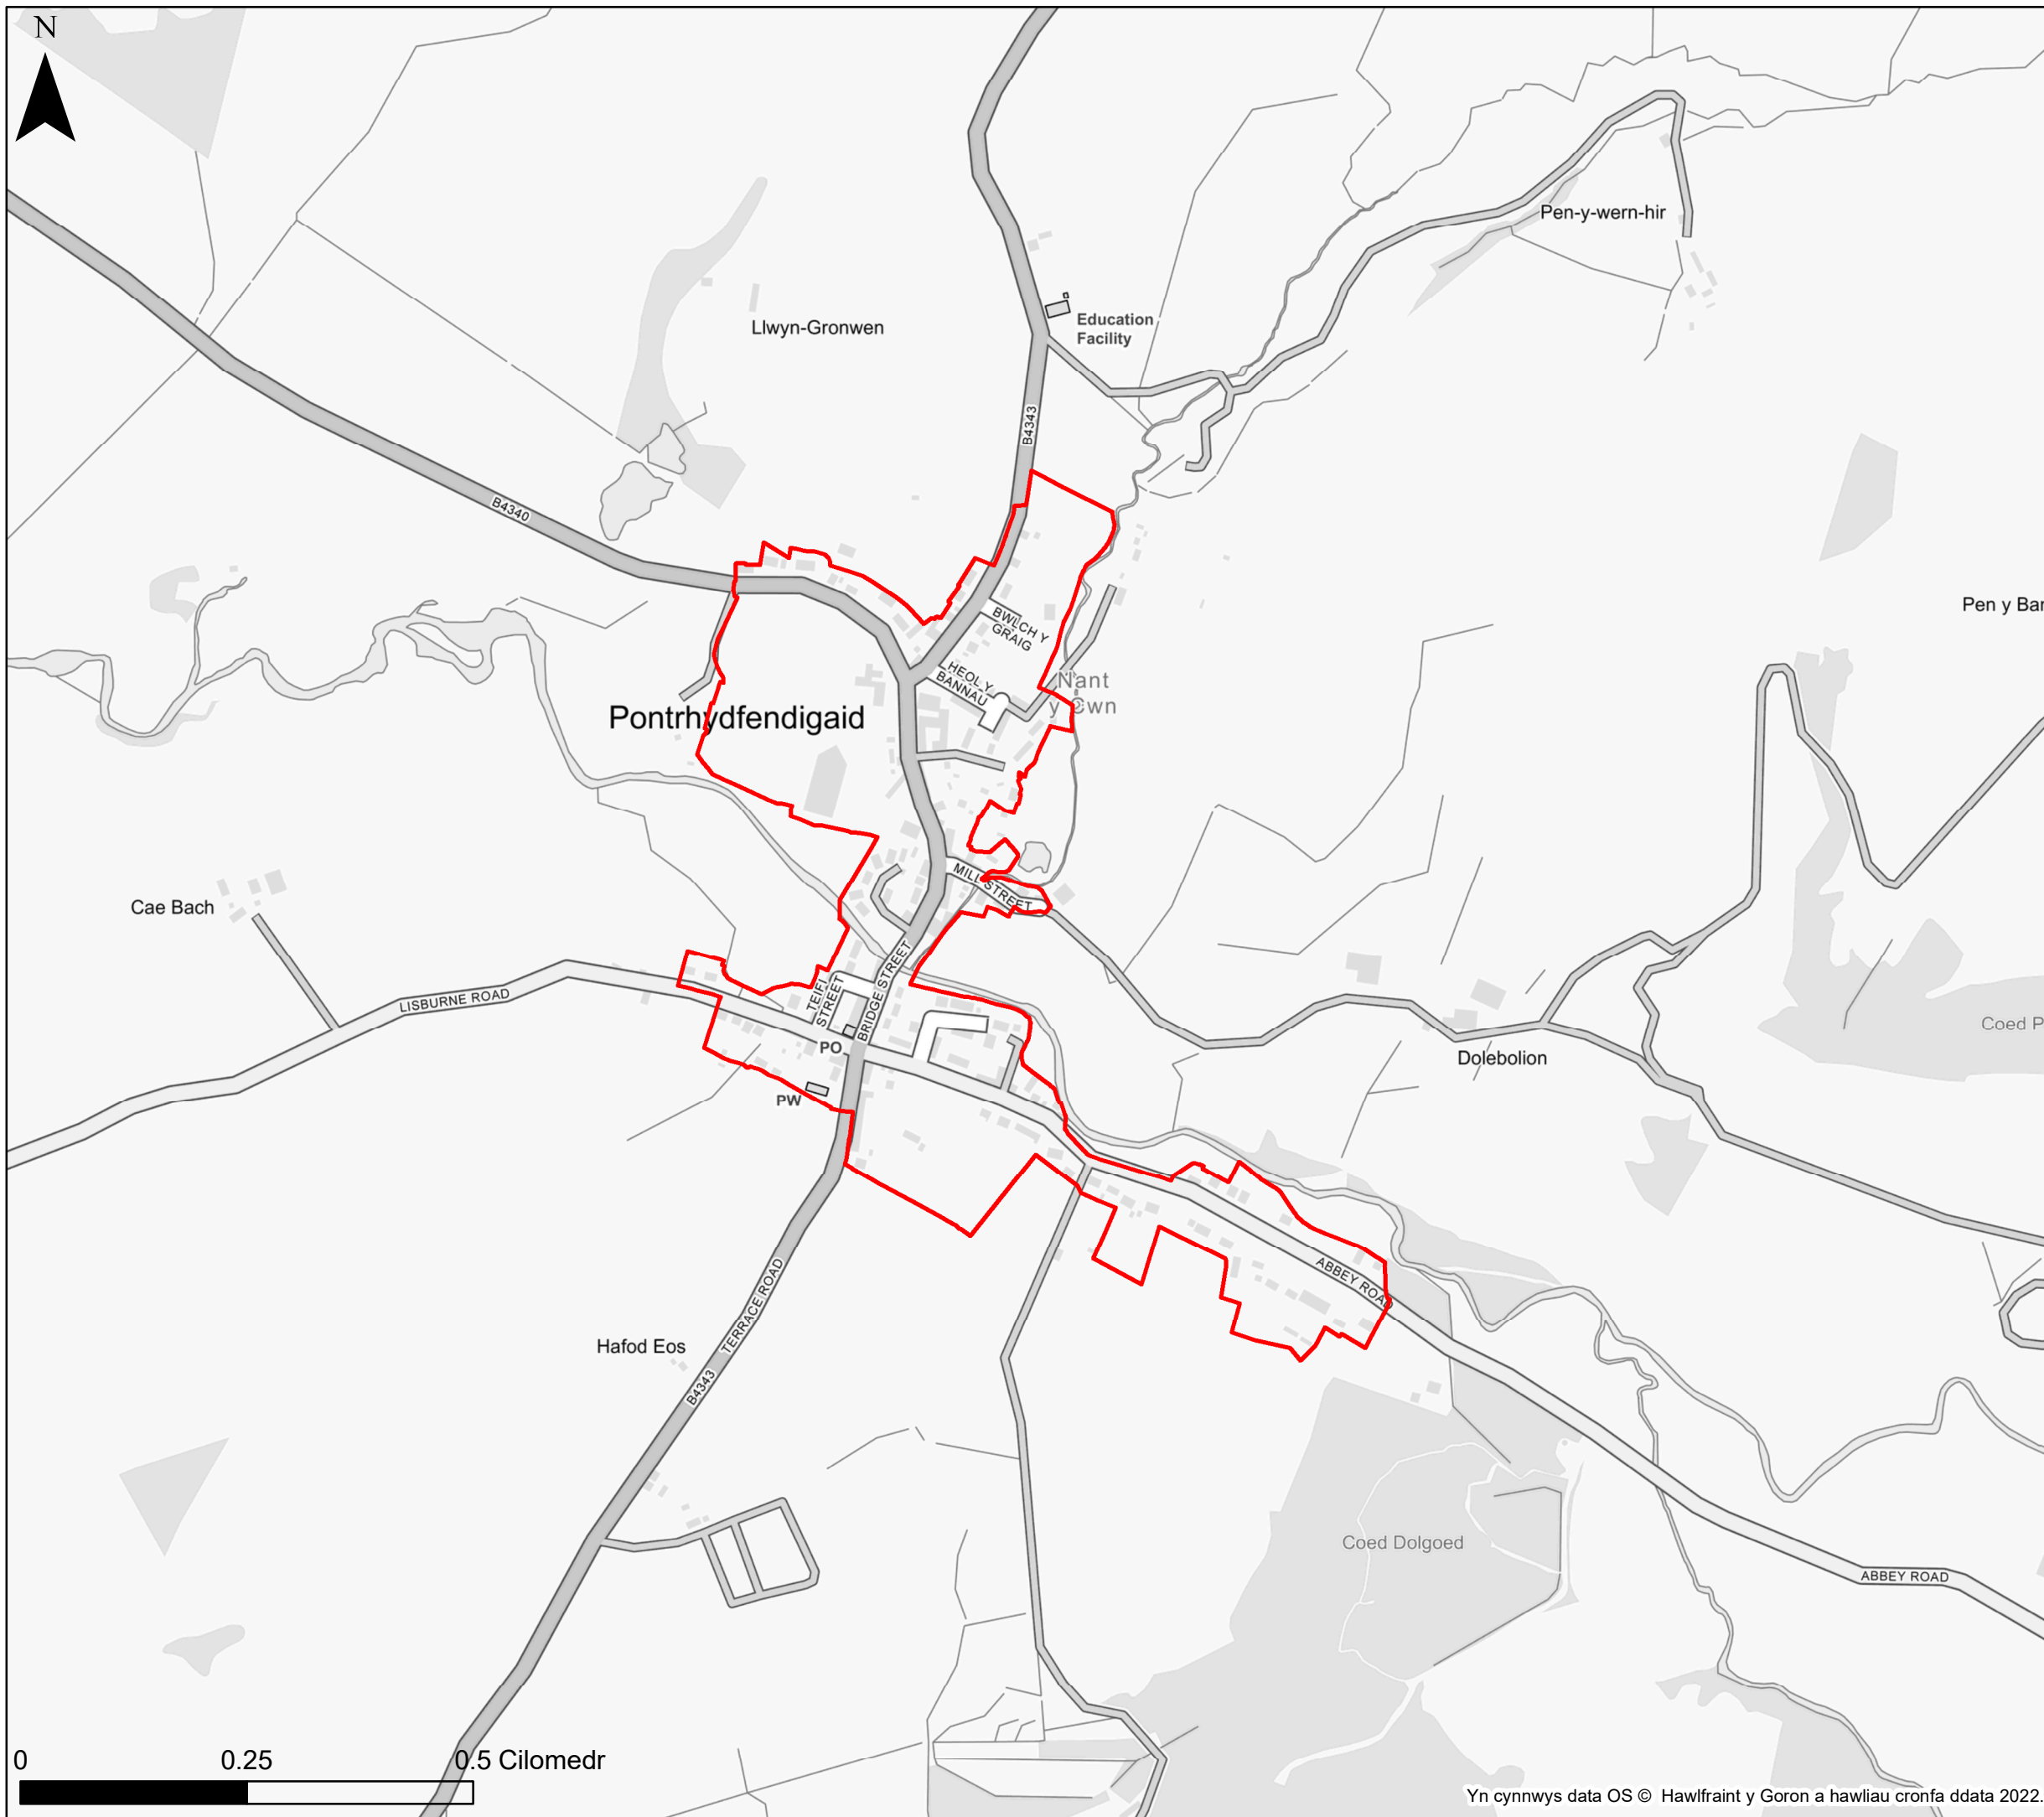 N
Pen-y-wern-hir
Llwyn-Gronwen
Education
Facility
B4343
B4340
Pen y Bar
BWLCH Y
GRAIG
HEOL Y
BANNAU
Nant
y Cwn
Pontrhydfendigaid
MILL STREET
Cae Bach
LISBURNE ROAD
TEIFI
STREET
BRIDGE STREET
PO
PW
Dolebolion
Coed P
ABBEY ROAD
TERRACE ROAD
Hafod Eos
B4343
Coed Dolgoed
ABBEY ROAD
0 0.25 0.5 Cilomedr
Yn cynnwys data OS © Hawlfraint y Goron a hawliau cronfa ddata 2022